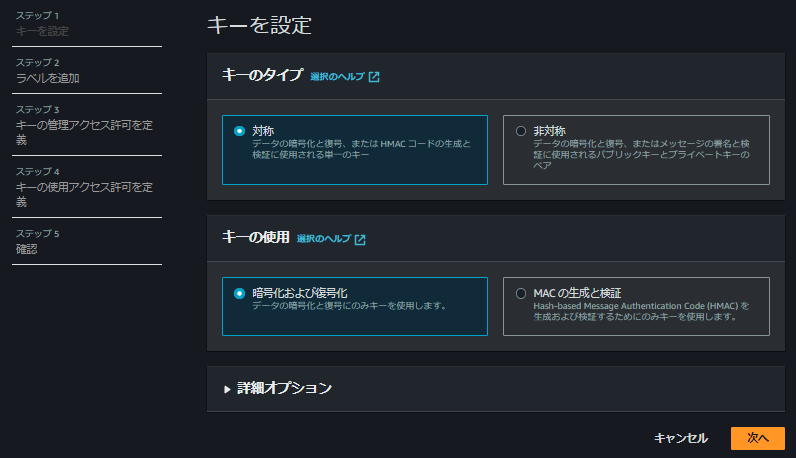 ステップ 1
キーを設定
ステップ 2
ラベルを追加
ステップ 3
キーの管理アクセス許可を定
義
ステップ 4
キーの使用アクセス許可を定
義
ステップ 5
確認
キーを設定
キーのタイプ 選択のヘルプ
対称
データの暗号化と復号、または HMAC コードの生成と
検証に使用される単一のキー
非対称
データの暗号化と復号、またはメッセージの署名と検
証に使用されるパブリックキーとプライベートキーの
ペア
キーの使用 選択のヘルプ
暗号化および復号化
データの暗号化と復号にのみキーを使用します。
MAC の生成と検証
Hash-based Message Authentication Code (HMAC) を
生成および検証するためにのみキーを使用します。
詳細オプション
キャンセル
次へ